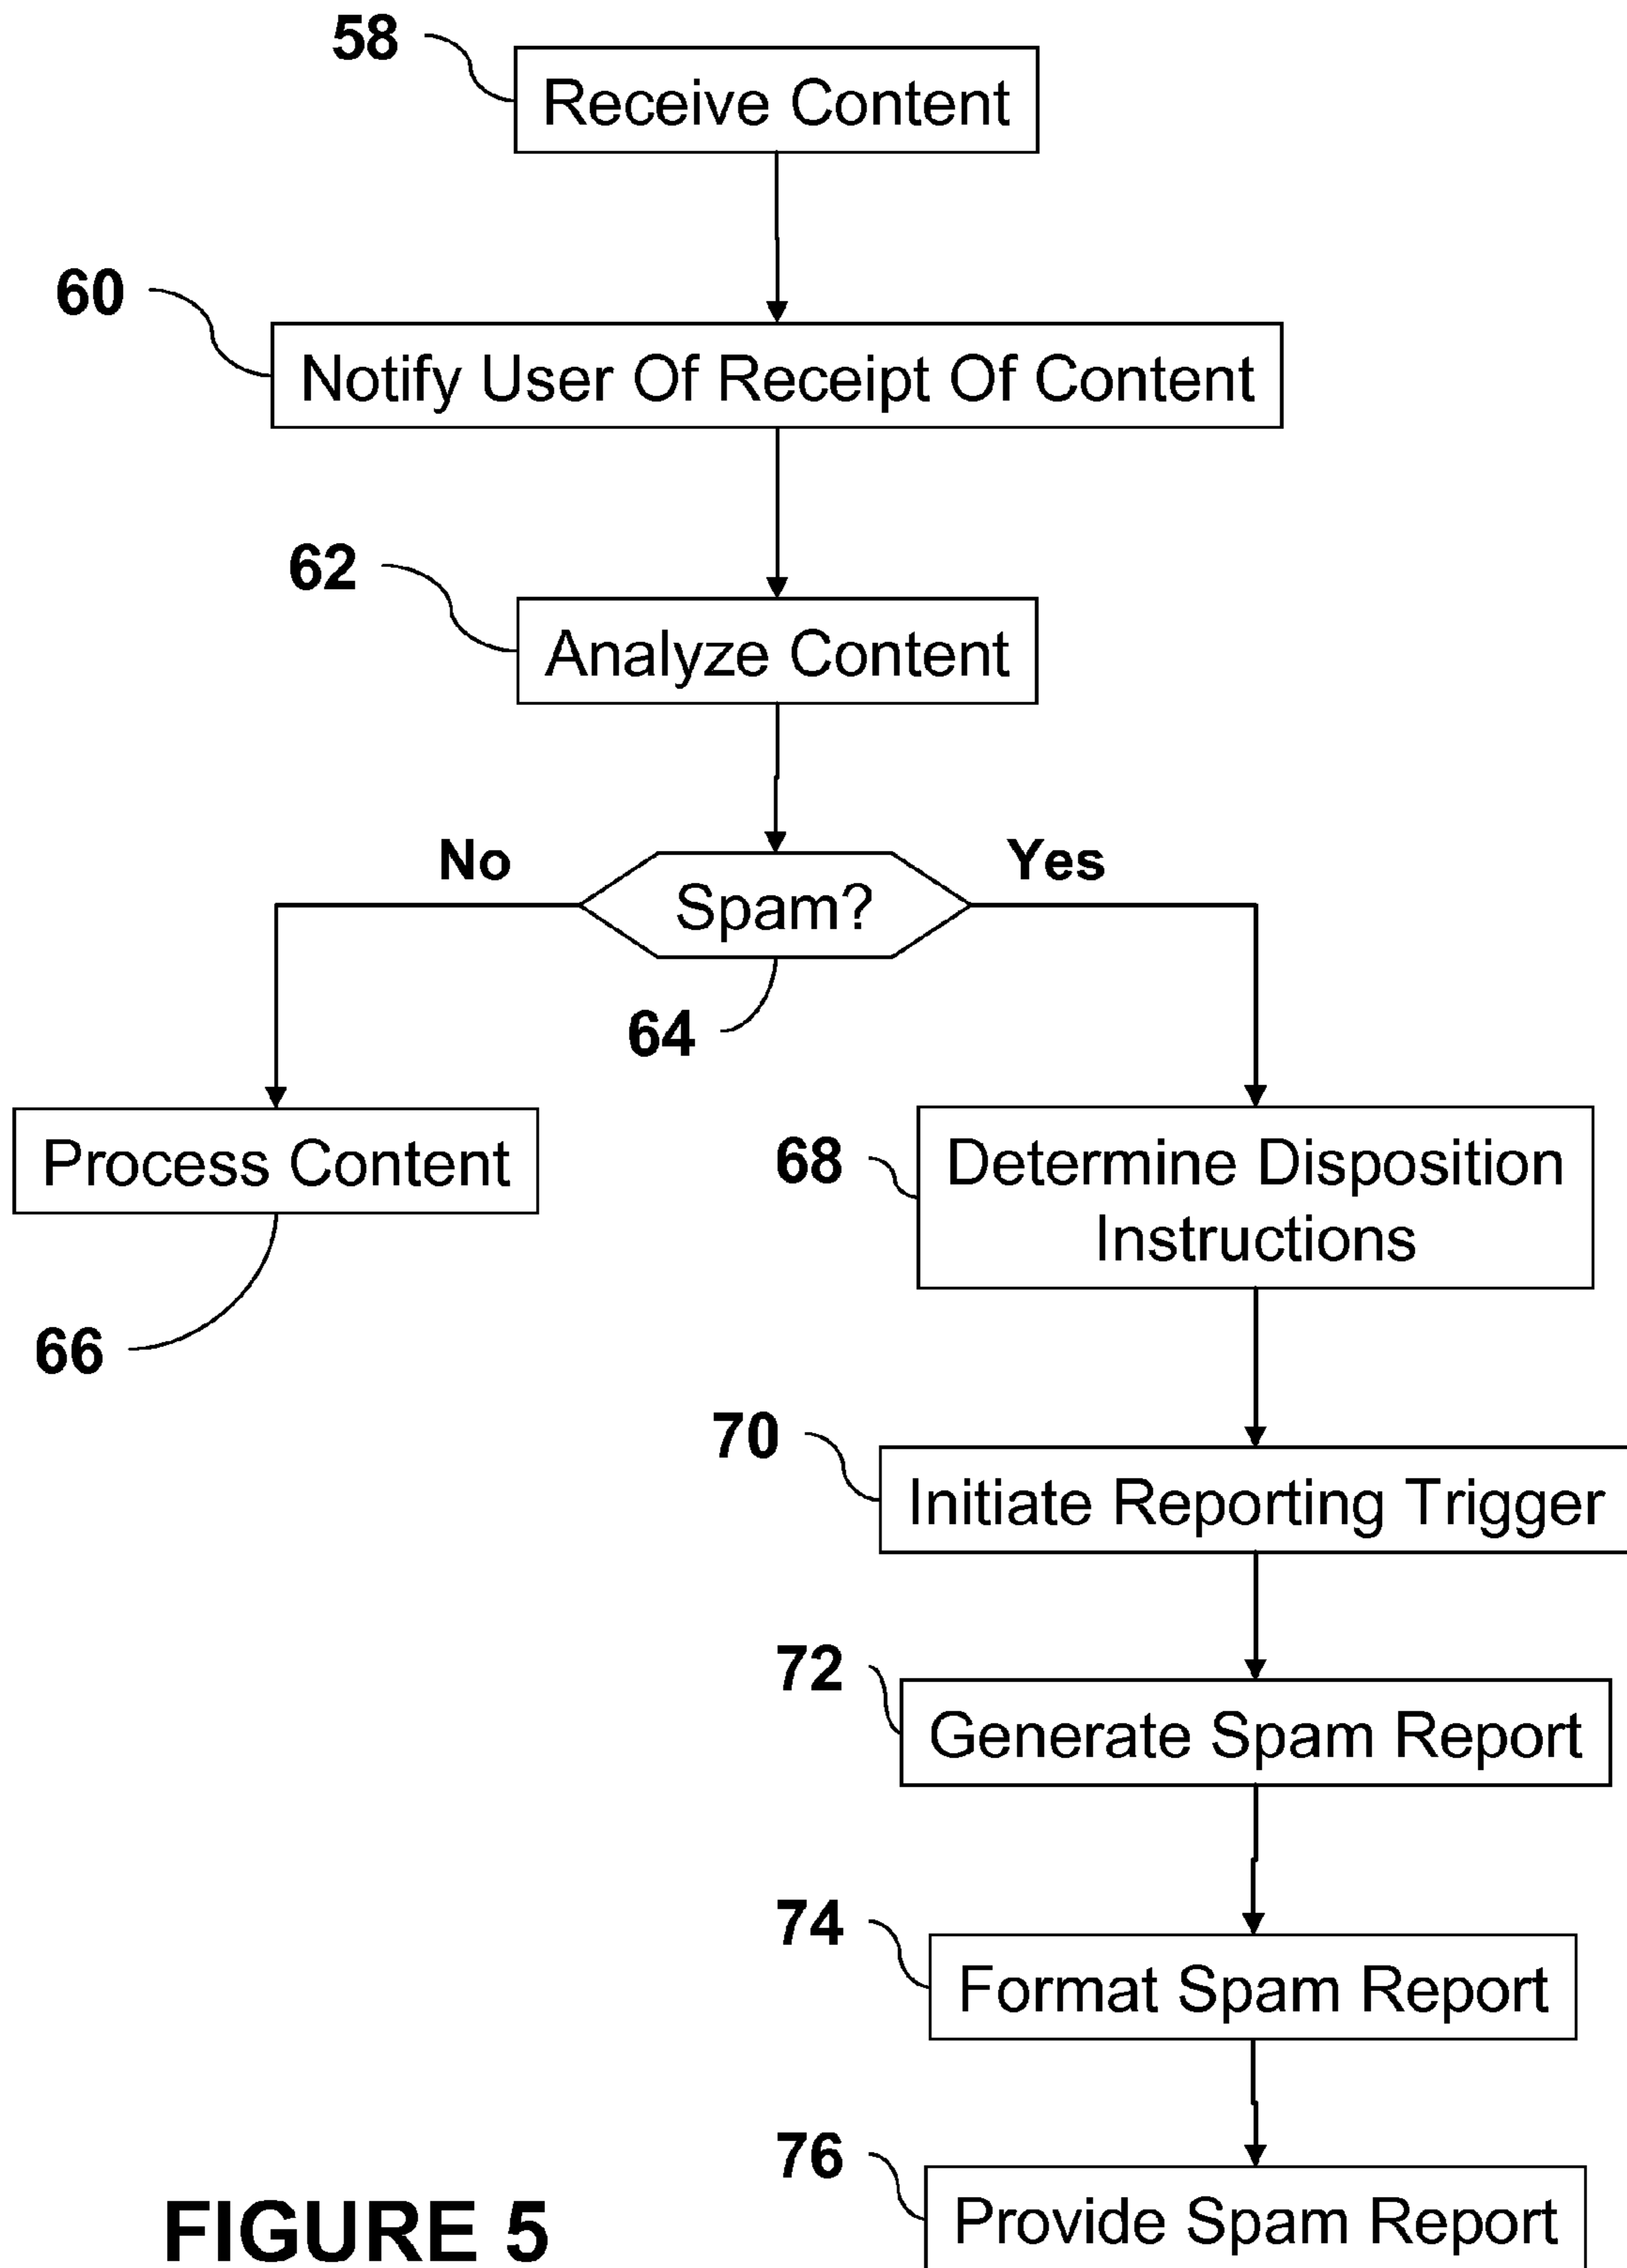 58
Receive Content
60
Notify User Of Receipt Of Content
62
Analyze Content
No
Yes
Spam?
64
Process Content
66
68
Determine Disposition
Instructions
70
Initiate Reporting Trigger
72
Generate Spam Report
74
Format Spam Report
76
Provide Spam Report
FIGURE 5